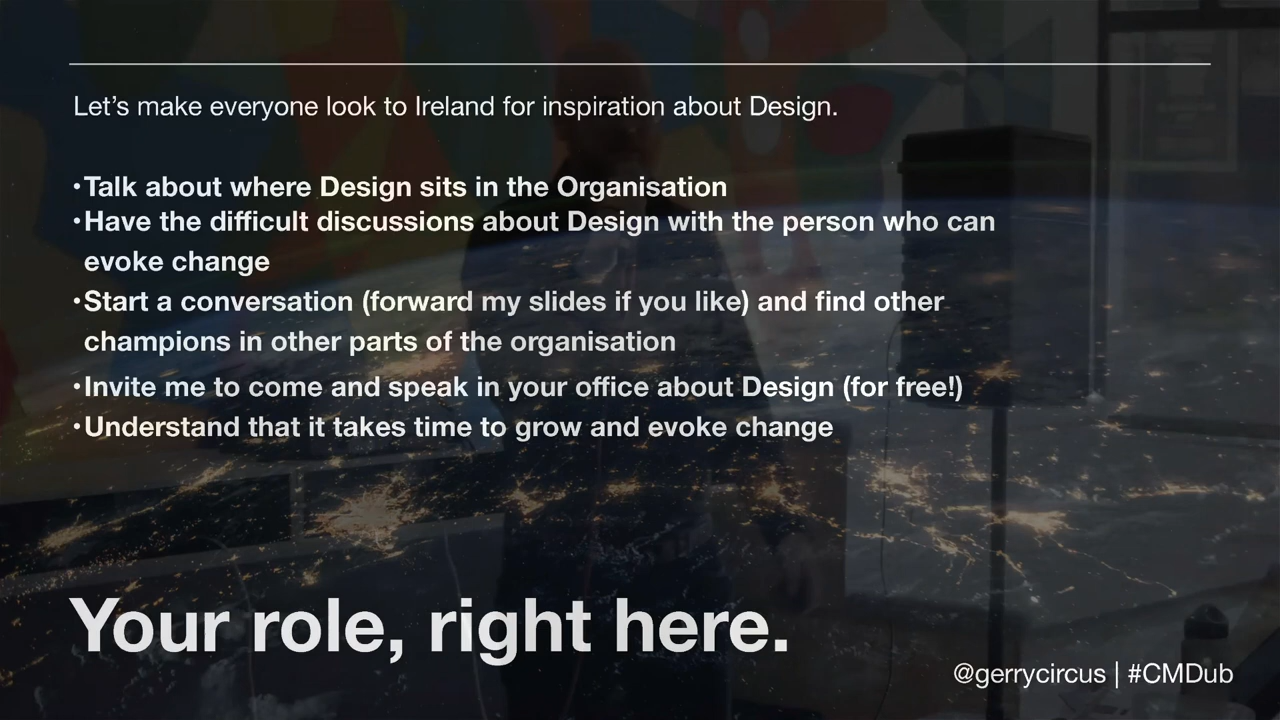 Let’s make everyone look to Ireland for inspiration about Design.
•Talk about where Design sits in the Organisation
•Have the difficult discussions about Design with the person who can
evoke change
•Start a conversation (forward my slides if you like) and find other
champions in other parts of the organisation
•Invite me to come and speak in your office about Design (for free!)
•Understand that it takes time to grow and evoke change
Your role, right here.
@gerrycircus | #CMDub